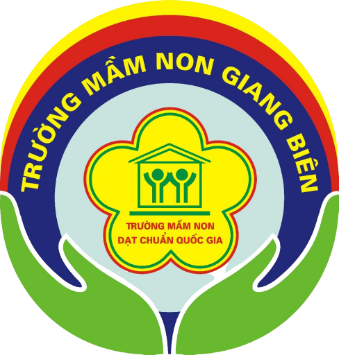 TRƯỜNG MẦM NON GIANG BIÊN
TRƯỜNG MẦM NON
ĐẠT CHUẨN QUỐC GIA